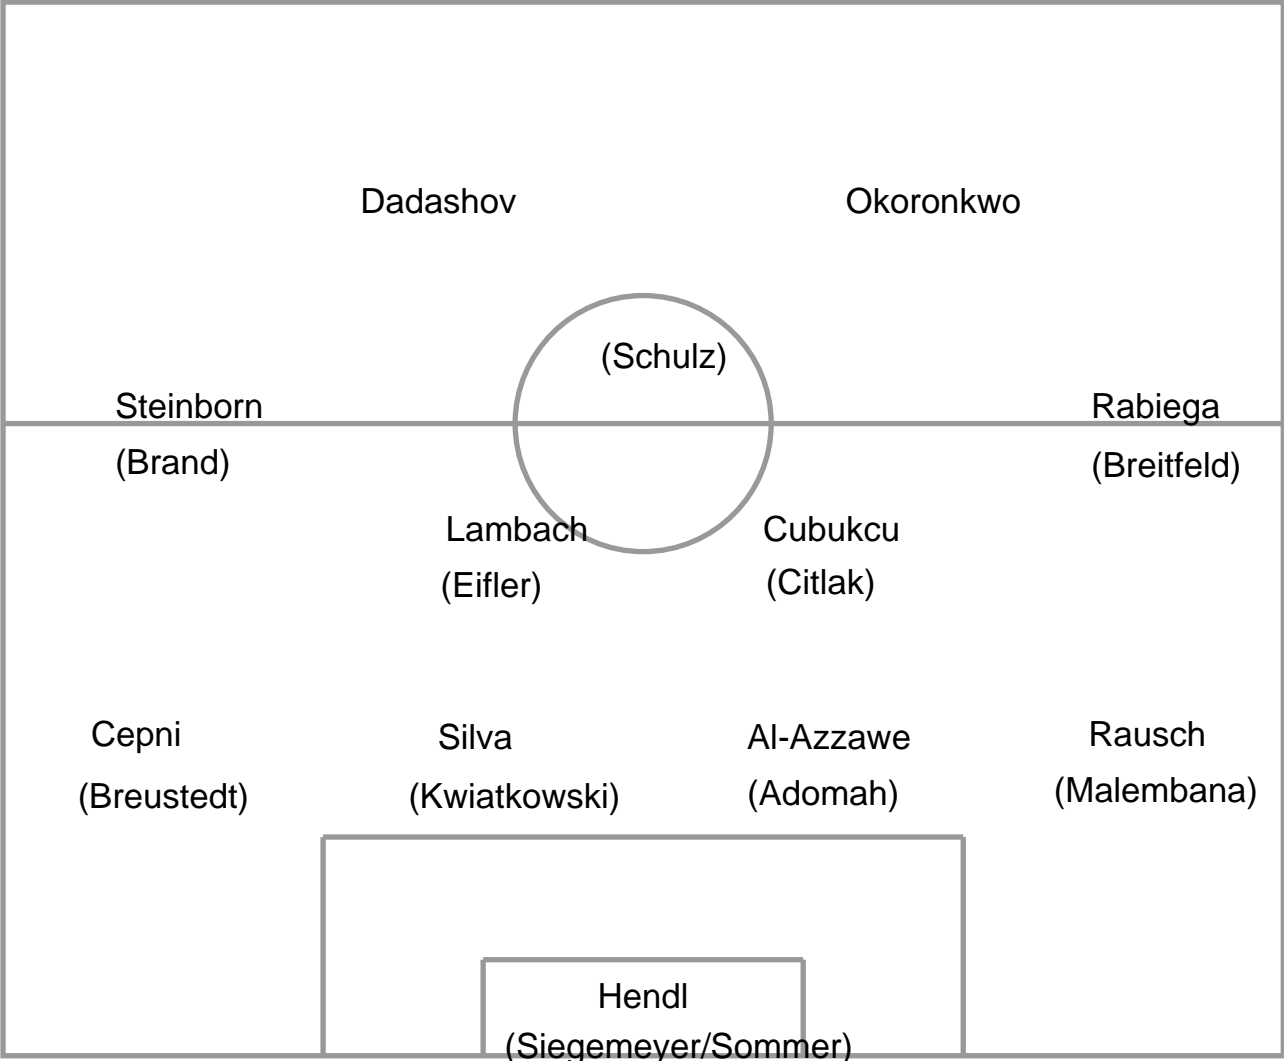 Dadashov
Okoronkwo
(Schulz)
Steinborn
Rabiega
(Brand)
(Breitfeld)
Lambach
Cubukcu
(Eifler)
(Citlak)
Cepni
Silva
Al-Azzawe
Rausch
(Breustedt)
(Kwiatkowski)
(Adomah)
(Malembana)
Hendl
(Siegemeyer/Sommer)